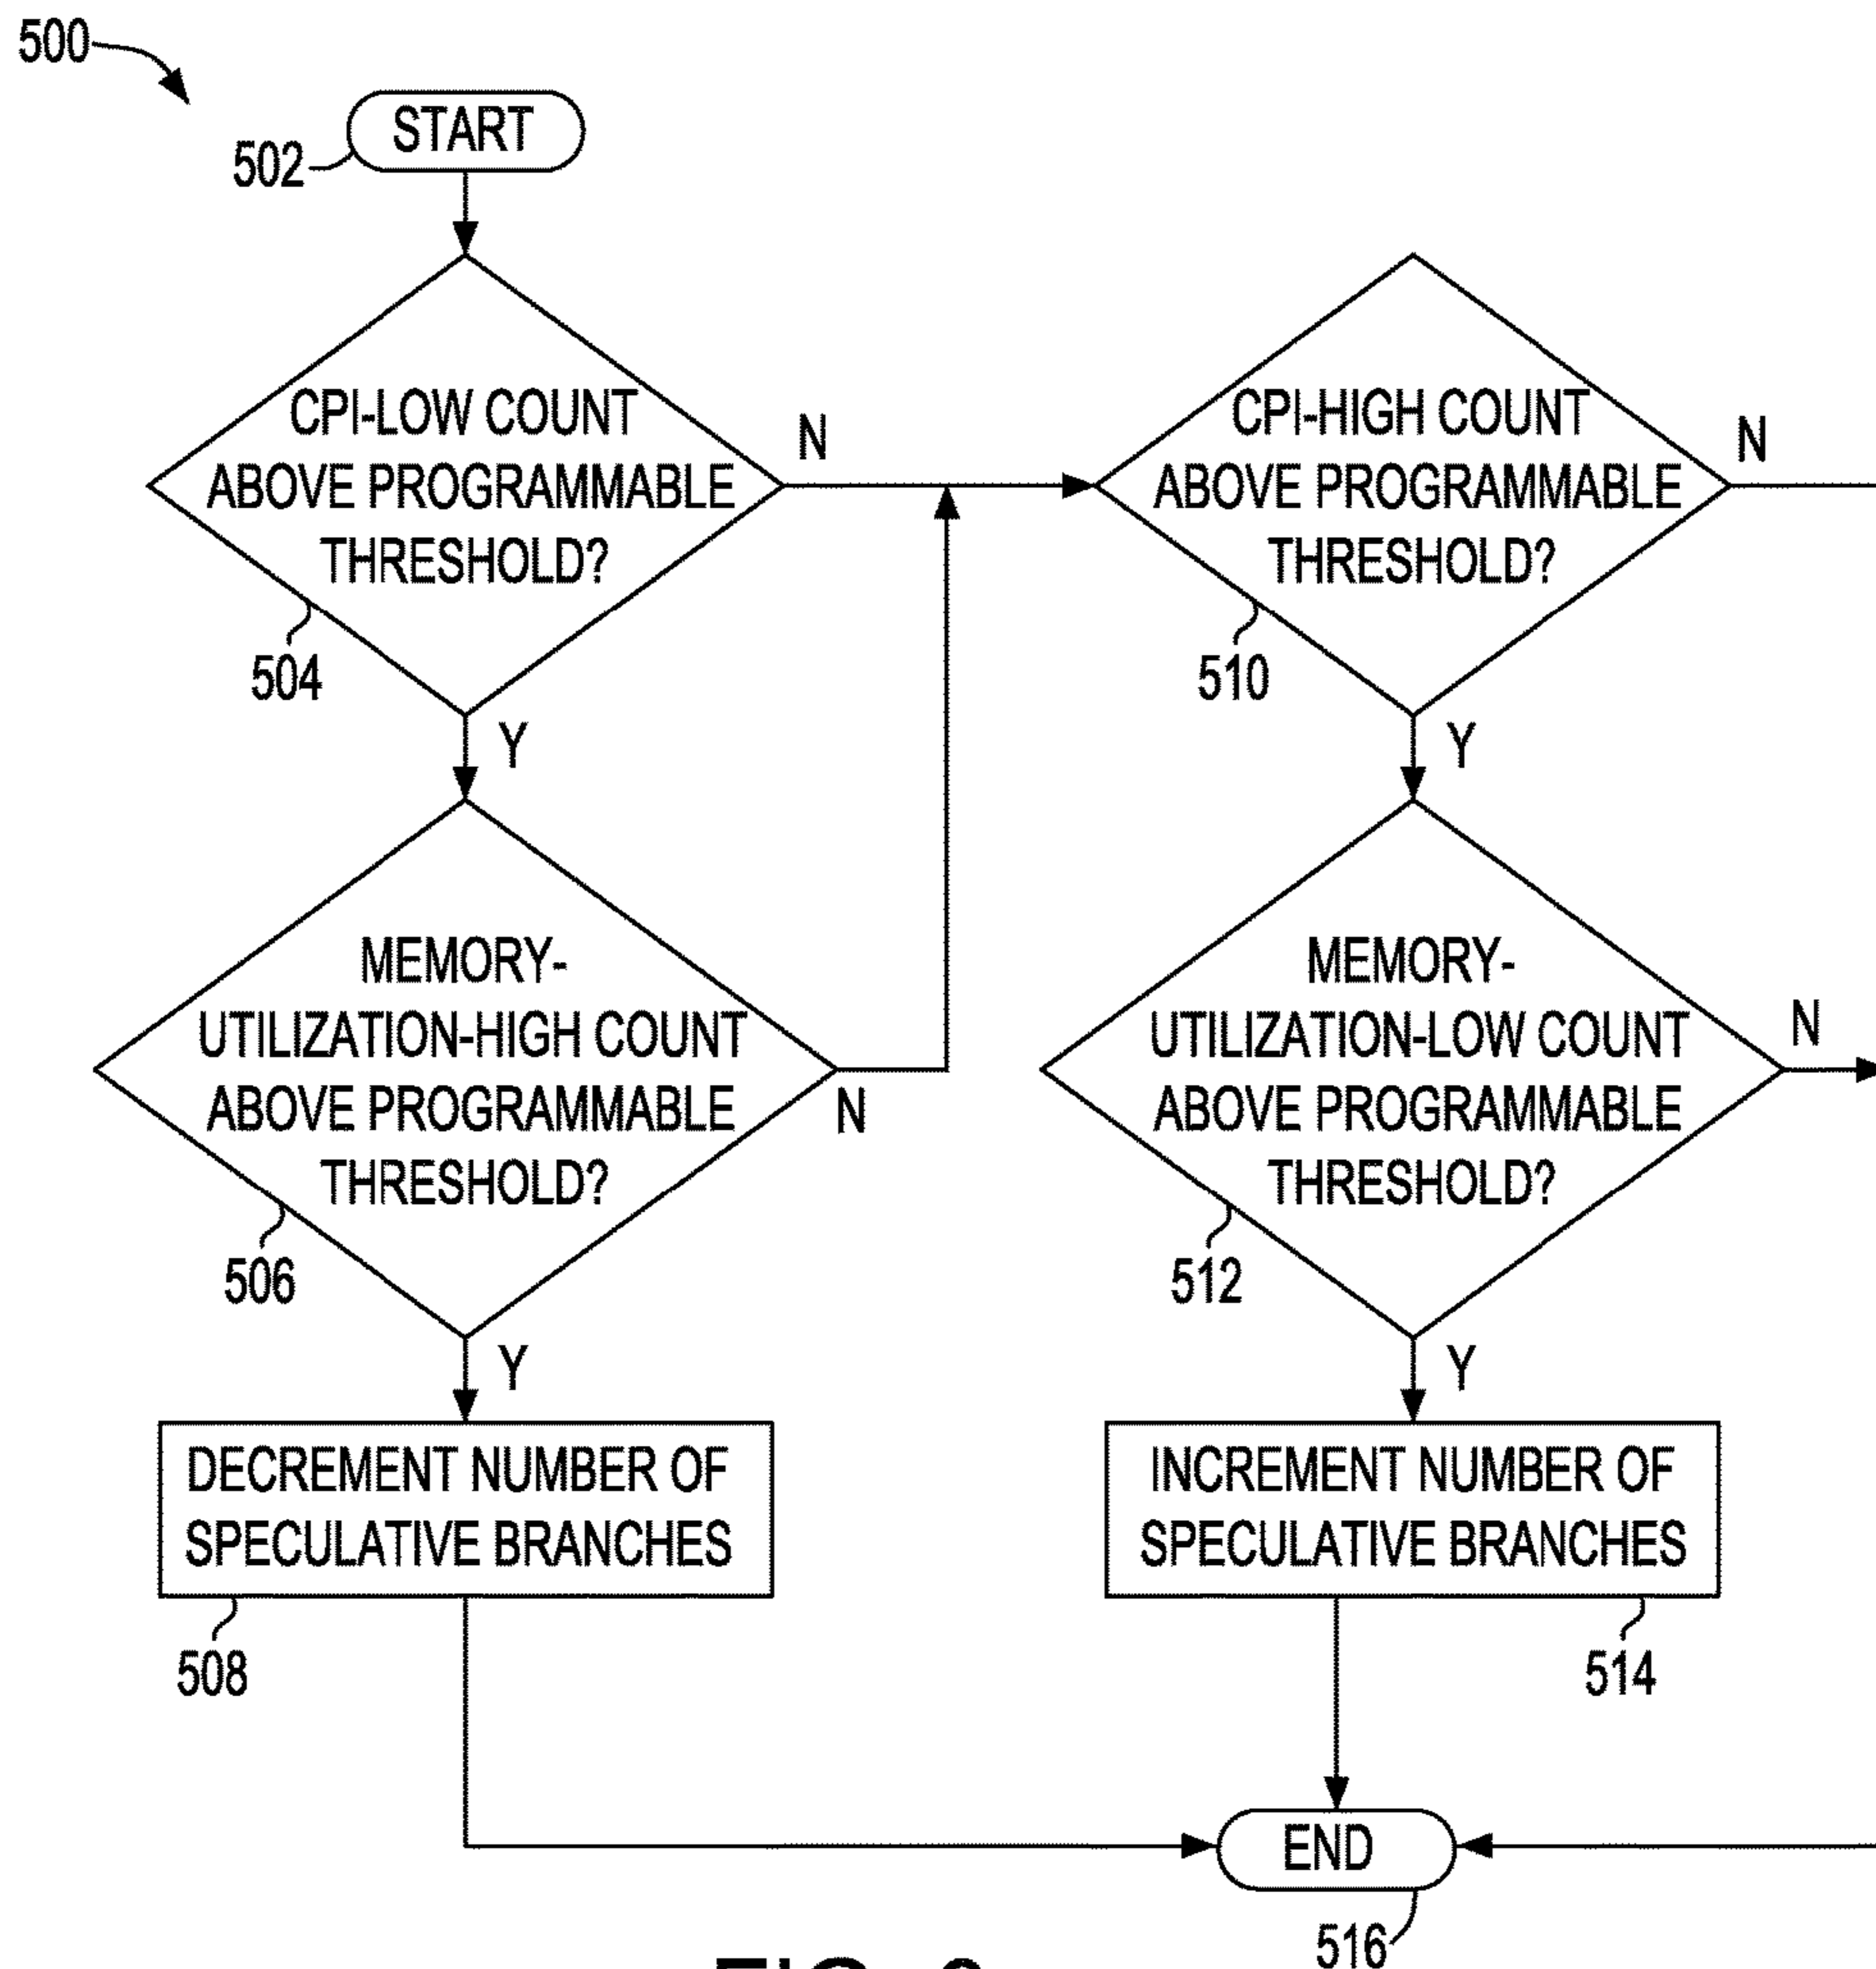 500
START
502
CPI-LOW COUNT
ABOVE PROGRAMMABLE
THRESHOLD?
N
504
Y
CPI-HIGH COUNT
ABOVE PROGRAMMABLE
THRESHOLD?
N
510
Y
MEMORY-
UTILIZATION-HIGH COUNT
ABOVE PROGRAMMABLE
THRESHOLD?
N
506
Y
MEMORY-
UTILIZATION-LOW COUNT
ABOVE PROGRAMMABLE
THRESHOLD?
N
512
Y
DECREMENT NUMBER OF
SPECULATIVE BRANCHES
508
INCREMENT NUMBER OF
SPECULATIVE BRANCHES
514
END
516